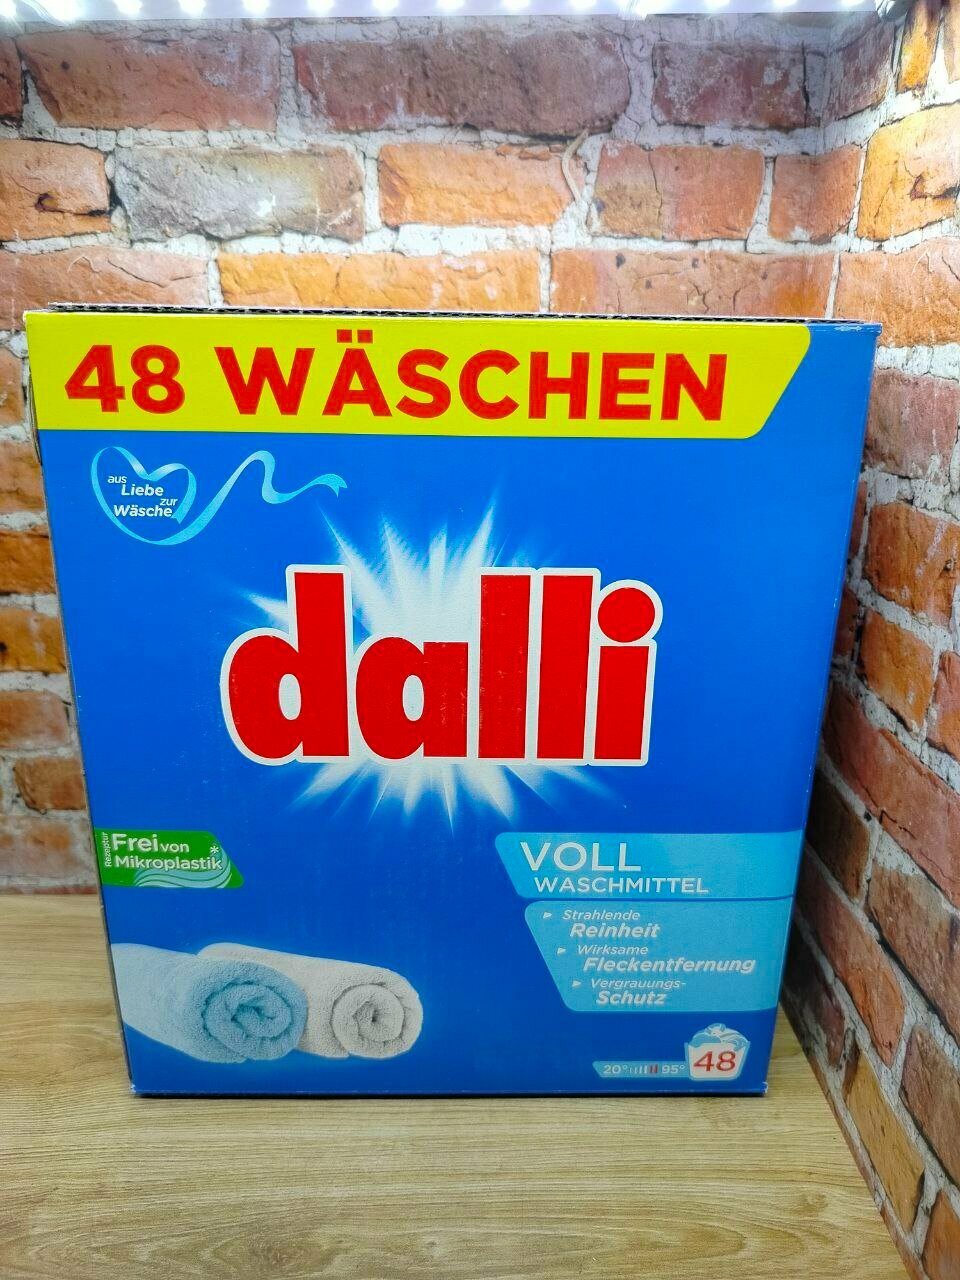 48 WÄSCHEN
aus
Liebe
zur
Wäsche
dalli
Rezeptur
Frei von
Mikroplastik*
VOLL
WASCHMITTEL
► Strahlende
Reinheit
► Wirksame
Fleckentfernung
► Vergrauungs-
Schutz
20° 95° 48